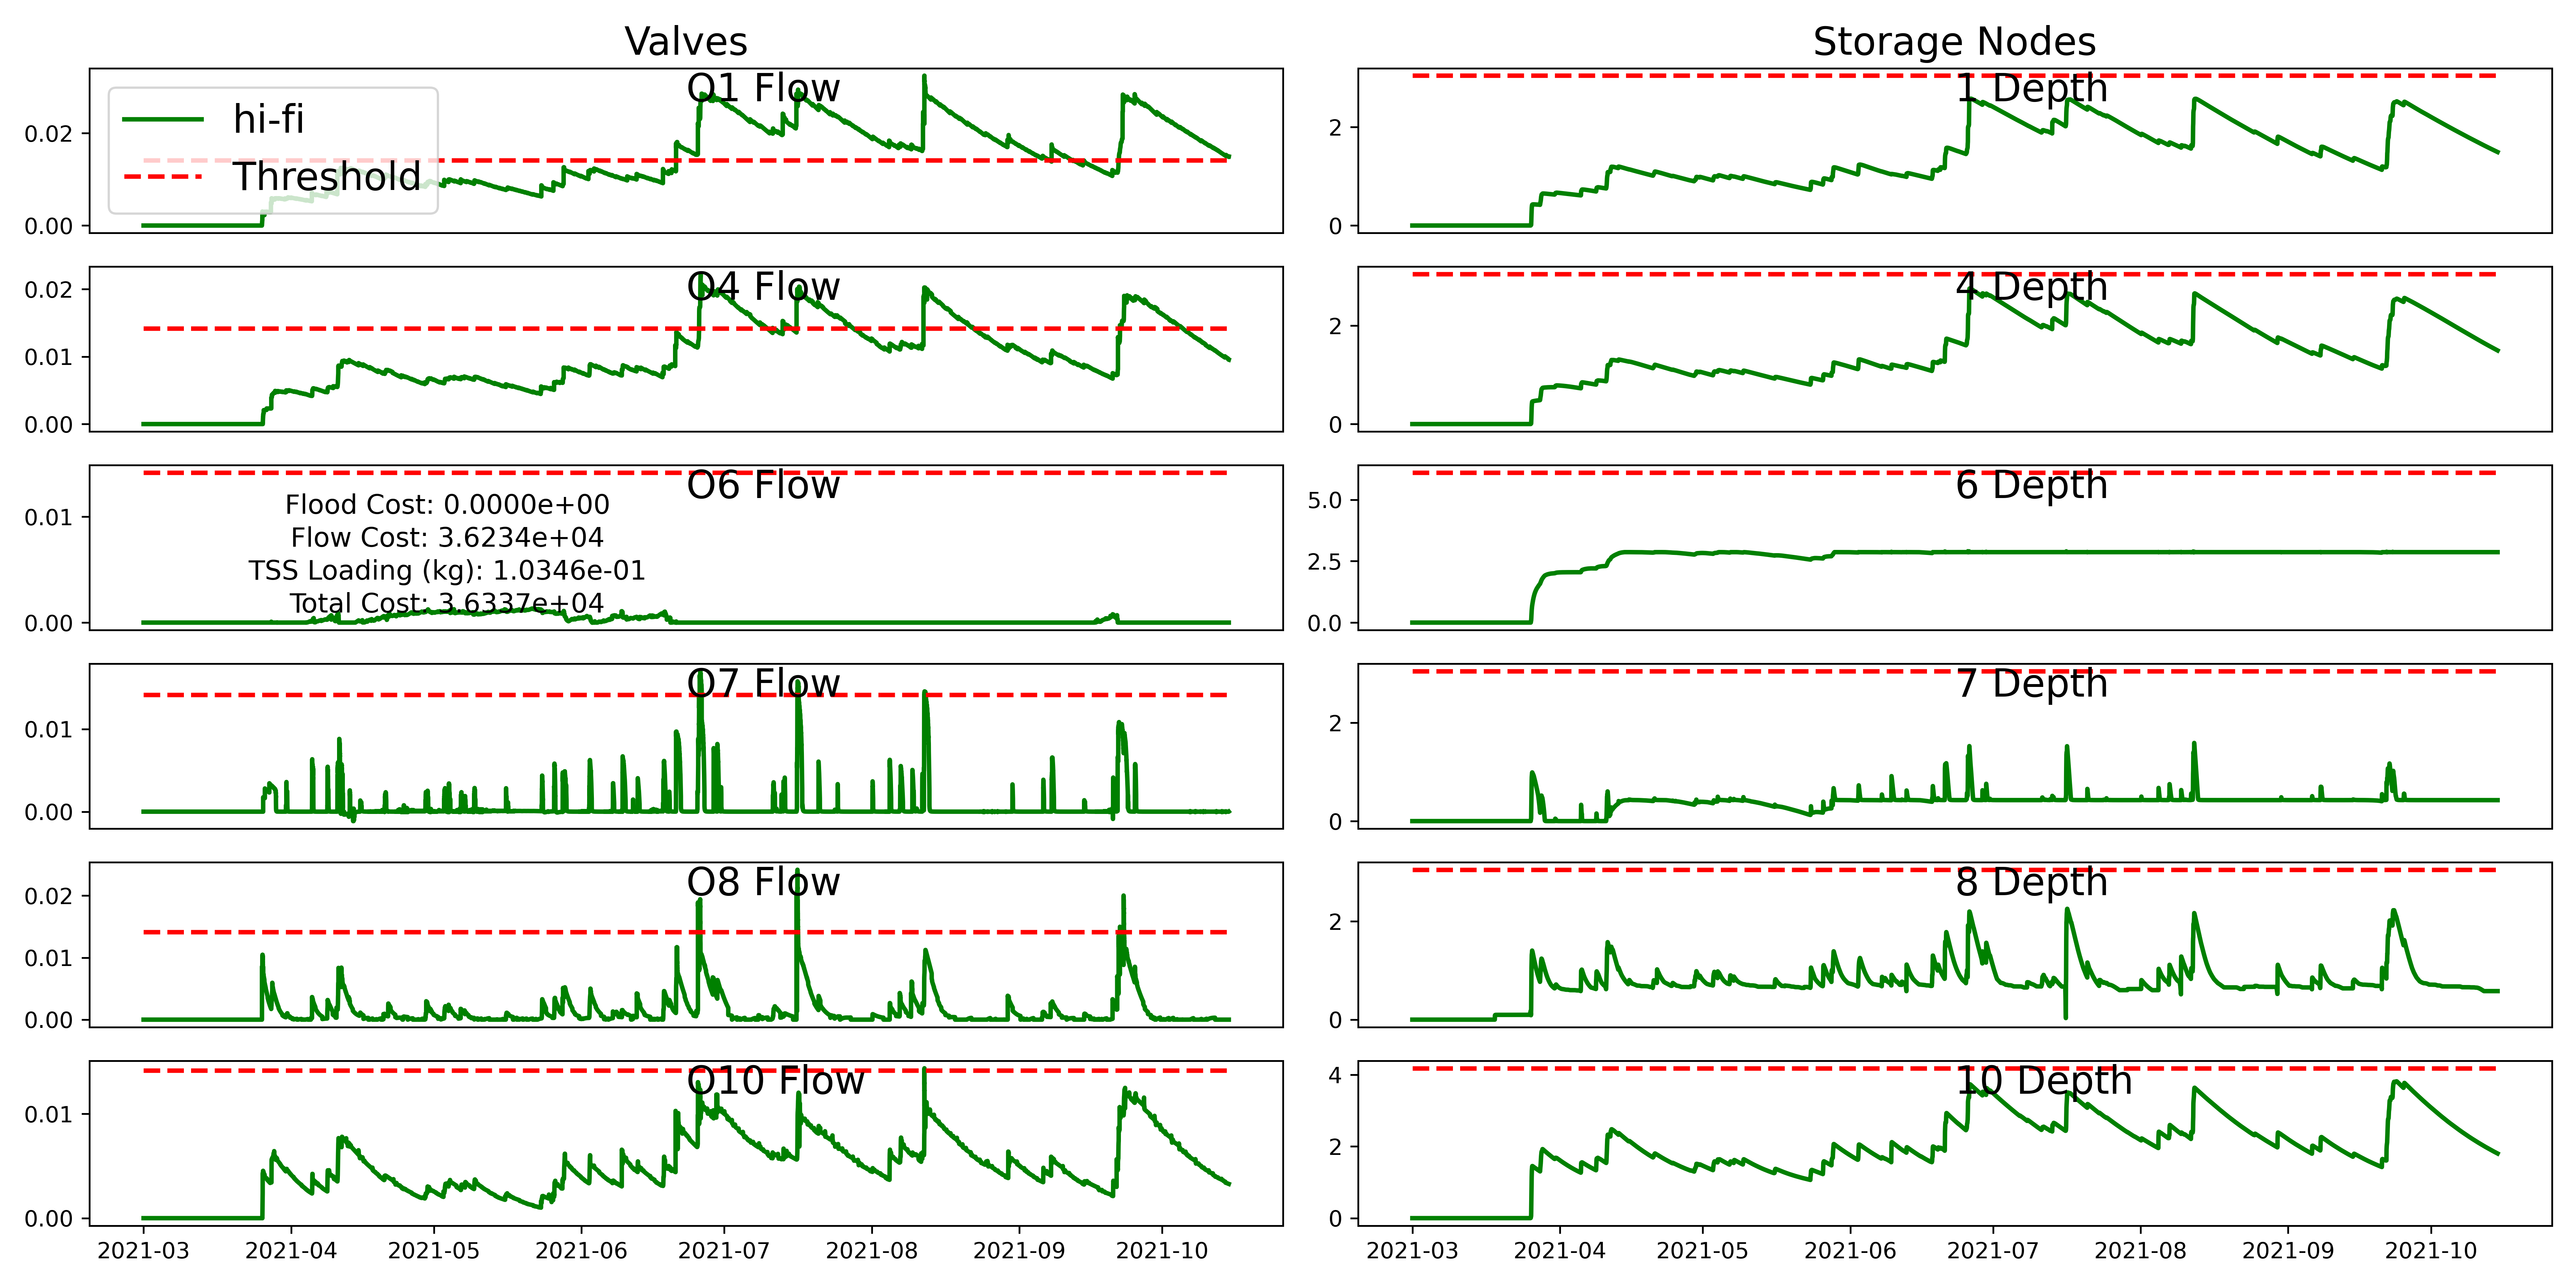 Valves
O1 Flow
hi-fi
Threshold
0.02
0.00
O4 Flow
0.02
0.01
0.00
O6 Flow
Flood Cost: 0.0000e+00
Flow Cost: 3.6234e+04
TSS Loading (kg): 1.0346e-01
Total Cost: 3.6337e+04
0.01
0.00
O7 Flow
0.01
0.00
O8 Flow
0.02
0.01
0.00
O10 Flow
0.01
0.00
2021-03 2021-04 2021-05 2021-06 2021-07 2021-08 2021-09 2021-10
Storage Nodes
1 Depth
2
0
4 Depth
2
0
6 Depth
5.0
2.5
0.0
7 Depth
2
0
8 Depth
2
0
10 Depth
4
2
0
2021-03 2021-04 2021-05 2021-06 2021-07 2021-08 2021-09 2021-10